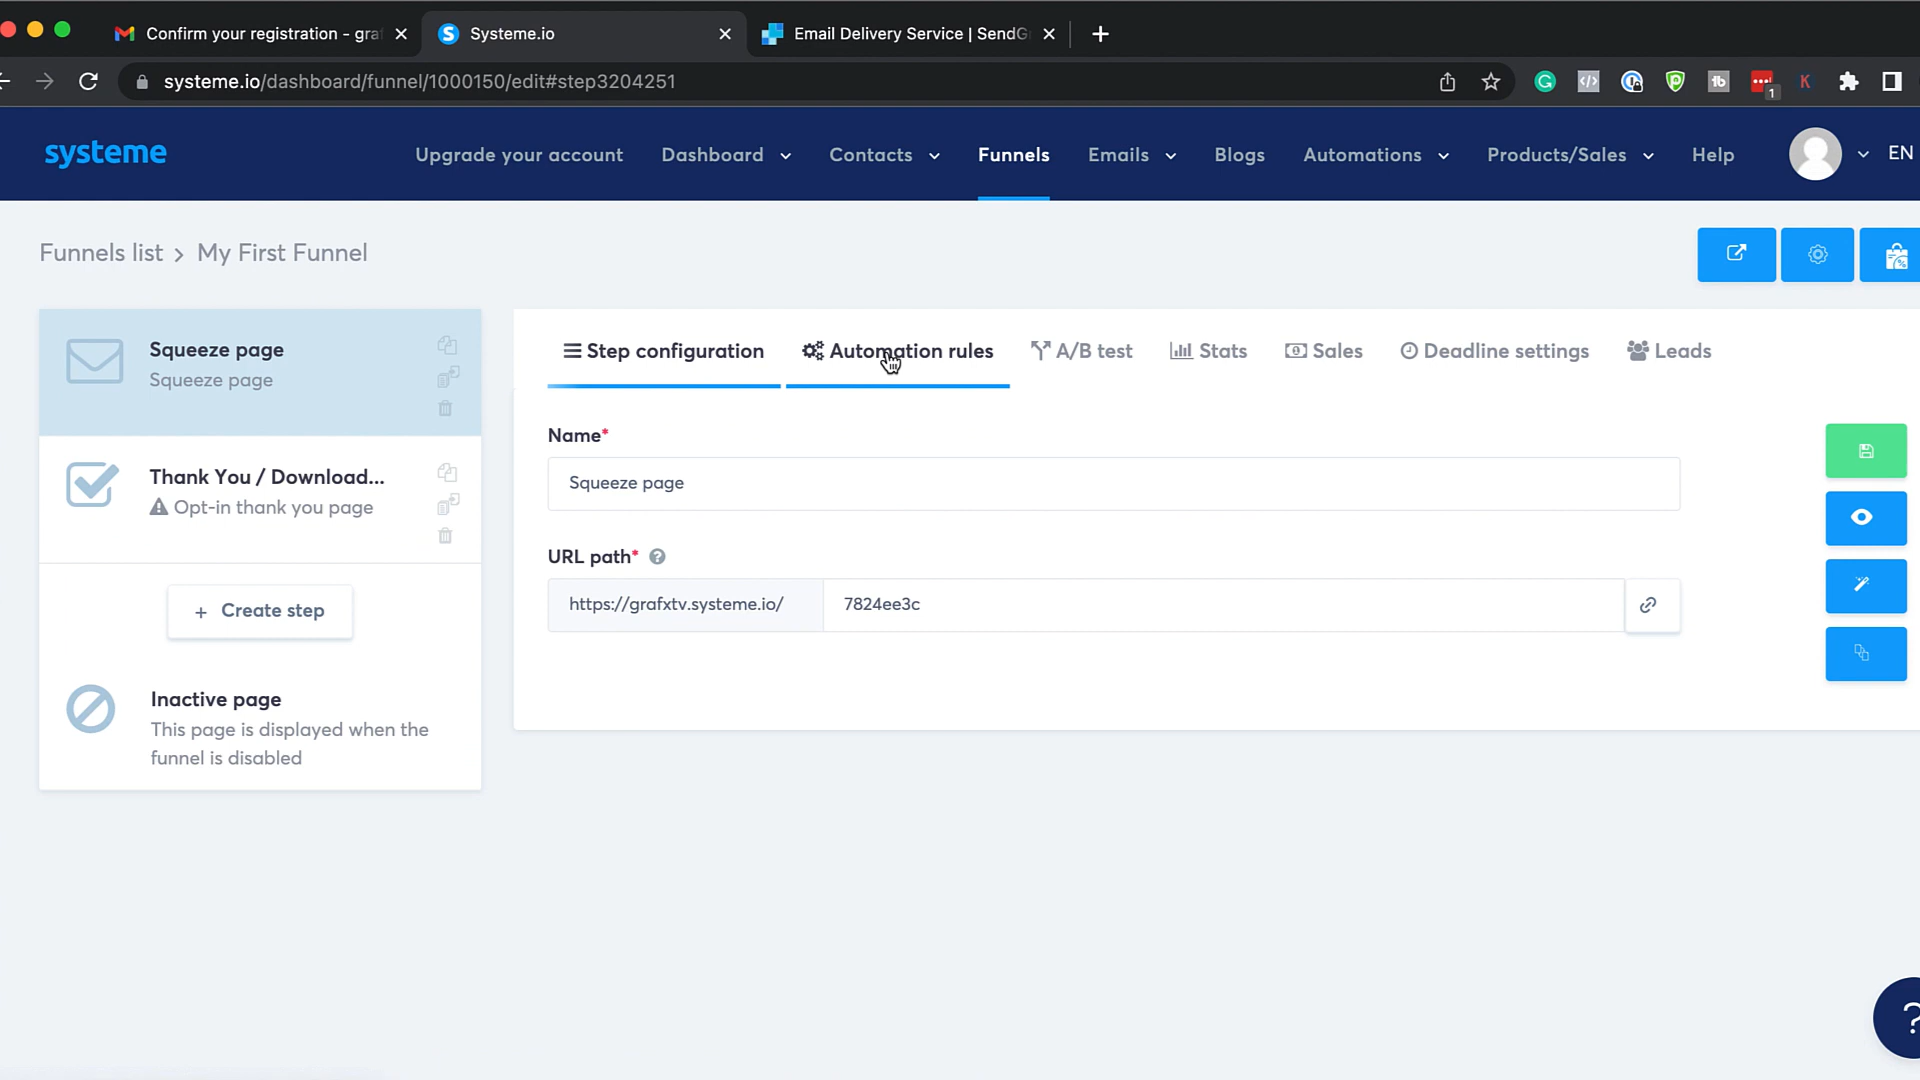 Confirm your registration - gra
Systeme.io
Email Delivery Service | SendG
systeme.io/dashboard/funnel/1000150/edit#step3204251
1
systeme
Upgrade your account
Dashboard
Contacts
Funnels
Emails
Blogs
Automations
Products/Sales
Help
EN
Funnels list > My First Funnel
Squeeze page
Squeeze page
Thank You / Download...
Opt-in thank you page
+ Create step
Inactive page
This page is displayed when the
funnel is disabled
Step configuration
Automation rules
A/B test
Stats
Sales
Deadline settings
Leads
Name*
Squeeze page
URL path* ?
https://grafxtv.systeme.io/
7824ee3c
?